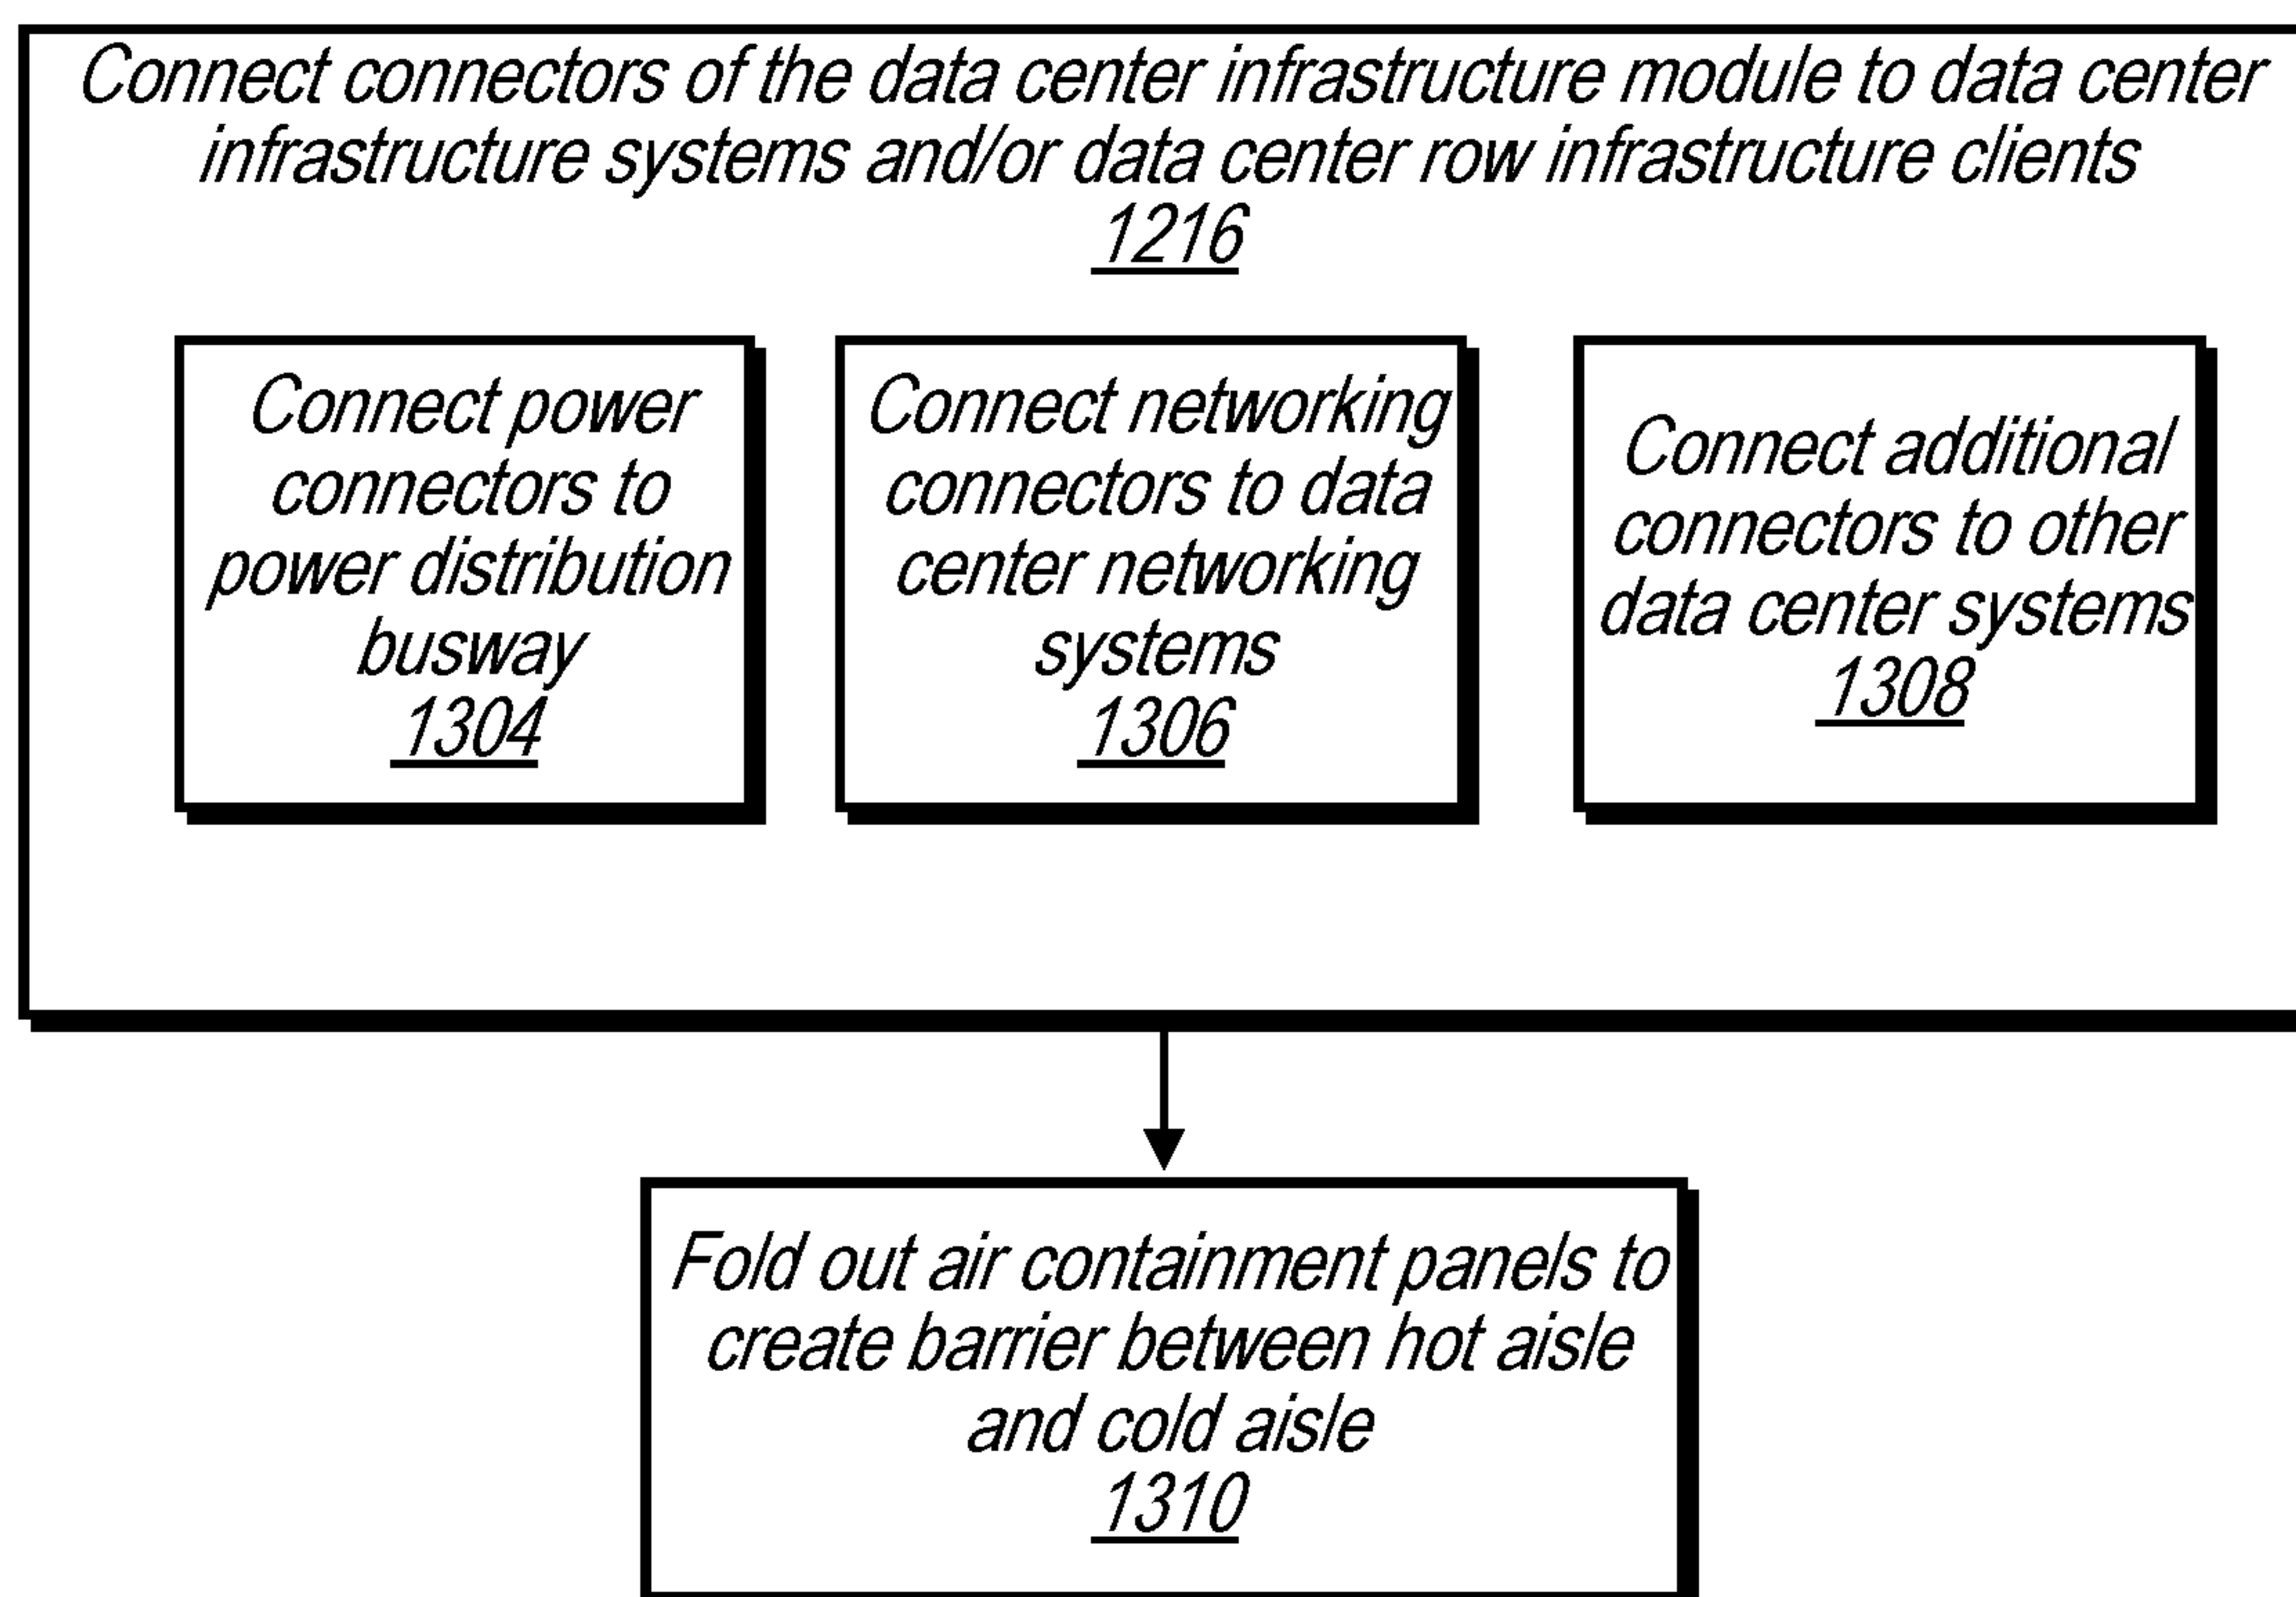 Connect connectors of the data center infrastructure module to data center
infrastructure systems and/or data center row infrastructure clients
1216
Connect power
connectors to
power distribution
busway
1304
Connect networking
connectors to data
center networking
systems
1306
Connect additional
connectors to other
data center systems
1308
Fold out air containment panels to
create barrier between hot aisle
and cold aisle
1310